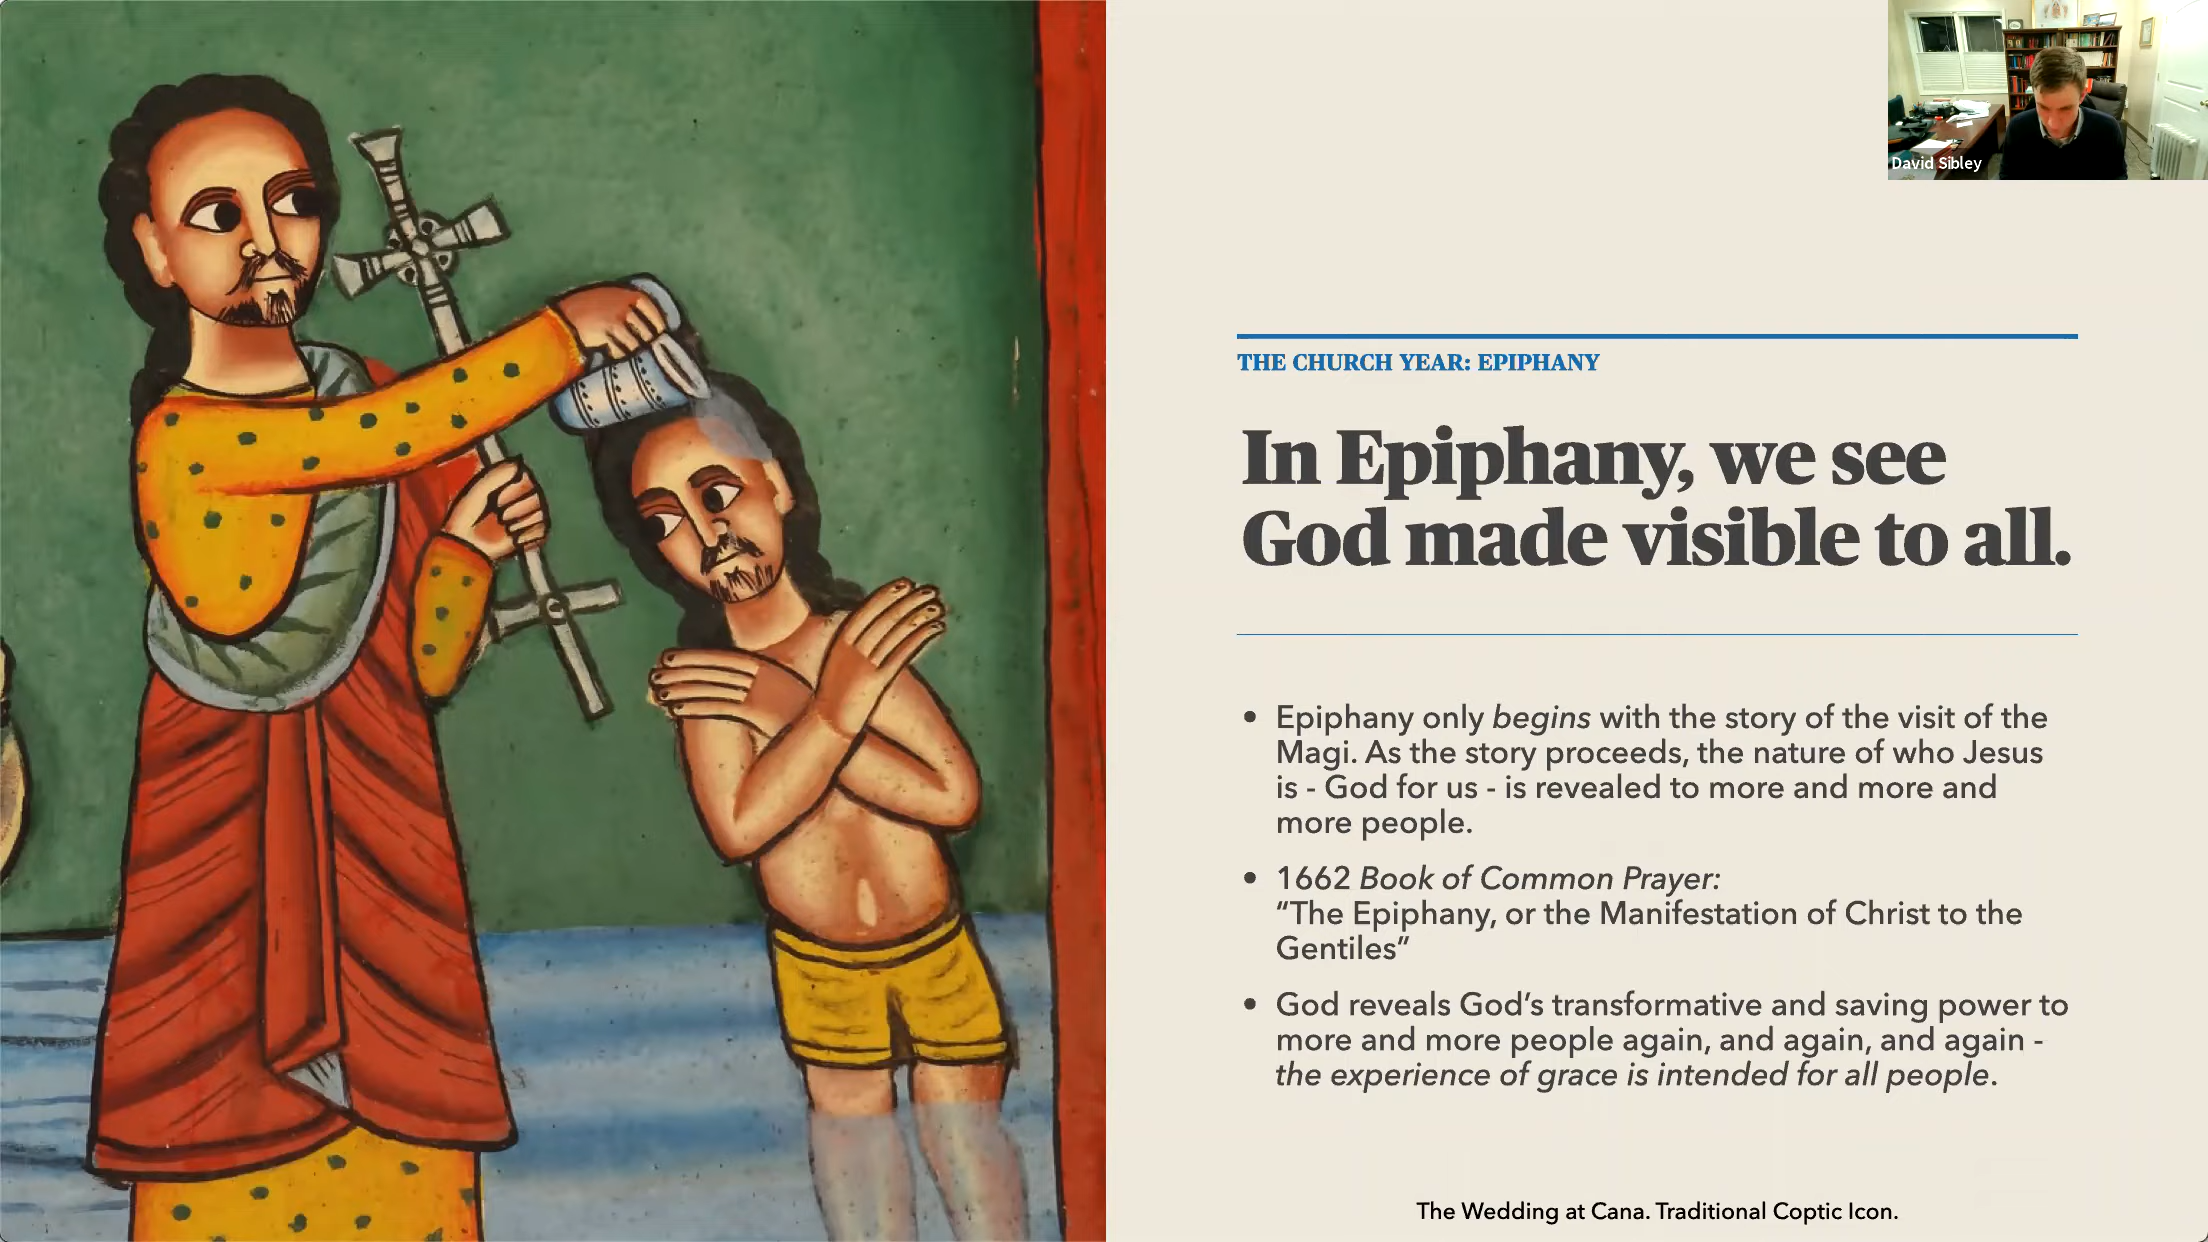 David Sibley
THE CHURCH YEAR: EPIPHANY
In Epiphany, we see
God made visible to all.
• Epiphany only begins with the story of the visit of the
Magi. As the story proceeds, the nature of who Jesus
is - God for us - is revealed to more and more and
more people.
• 1662 Book of Common Prayer:
“The Epiphany, or the Manifestation of Christ to the
Gentiles”
• God reveals God’s transformative and saving power to
more and more people again, and again, and again -
the experience of grace is intended for all people.
The Wedding at Cana. Traditional Coptic Icon.